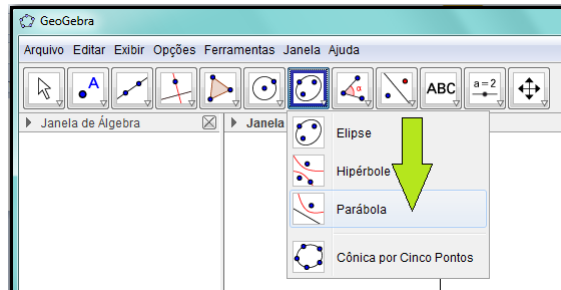 GeoGebra
Arquivo Editar Exibir Opções Ferramentas Janela Ajuda
A α ABC a=2
Janela de Álgebra Janela
Elipse
Hipérbole
Parábola
Cônica por Cinco Pontos